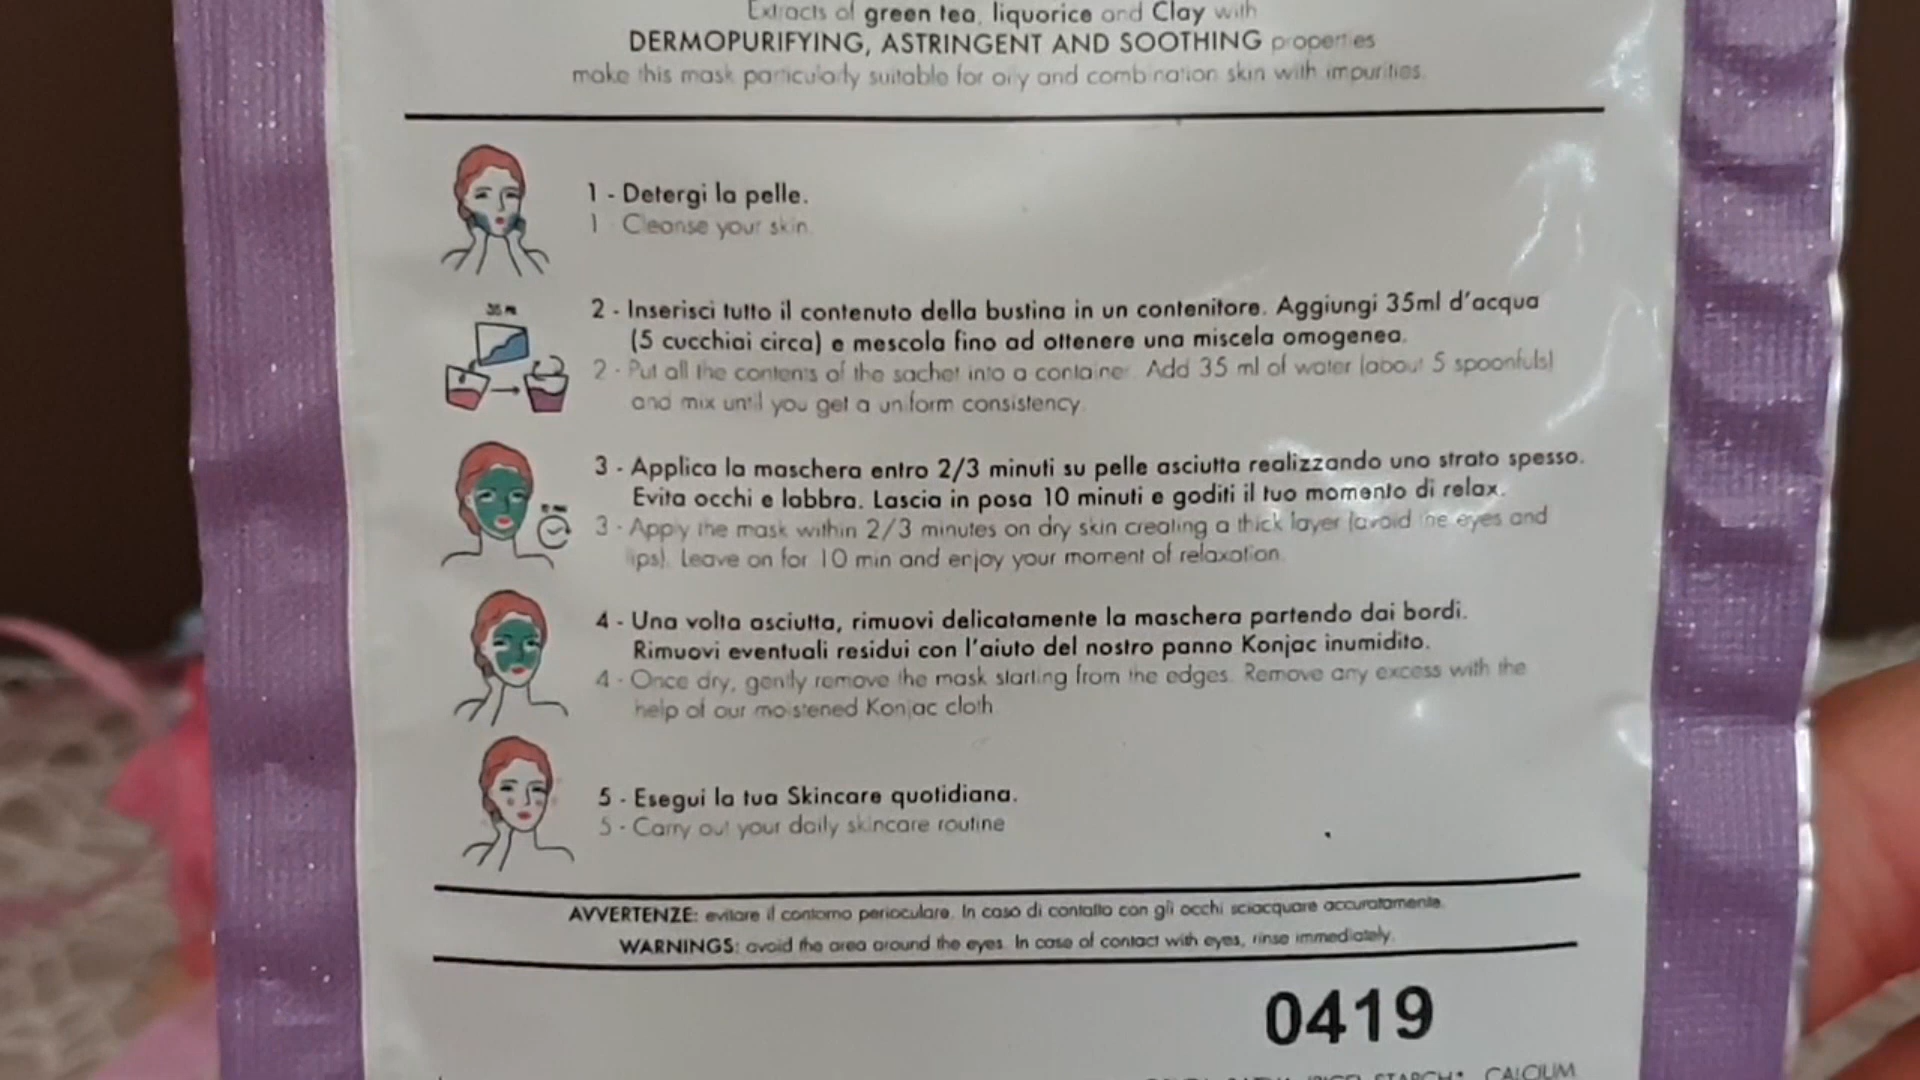 Extracts of green tea, liquorice and Clay with
DERMOPURIFYING, ASTRINGENT AND SOOTHING properties
make this mask particularly suitable for oily and combination skin with impurities.
1 - Detergi la pelle.
1 - Cleanse your skin.
35 ml
2 - Inserisci tutto il contenuto della bustina in un contenitore. Aggiungi 35ml d'acqua
(5 cucchiai circa) e mescola fino ad ottenere una miscela omogenea.
2 - Put all the contents of the sachet into a container. Add 35 ml of water (about 5 spoonfuls)
and mix until you get a uniform consistency.
3 - Applica la maschera entro 2/3 minuti su pelle asciutta realizzando uno strato spesso.
Evita occhi e labbra. Lascia in posa 10 minuti e goditi il tuo momento di relax.
3 - Apply the mask within 2/3 minutes on dry skin creating a thick layer (avoid the eyes and
lips). Leave on for 10 min and enjoy your moment of relaxation.
4 - Una volta asciutta, rimuovi delicatamente la maschera partendo dai bordi.
Rimuovi eventuali residui con l'aiuto del nostro panno Konjac inumidito.
4 - Once dry, gently remove the mask starting from the edges. Remove any excess with the
help of our moistened Konjac cloth.
5 - Esegui la tua Skincare quotidiana.
5 - Carry out your daily skincare routine
AVVERTENZE: evitare il contorno perioculare. In caso di contatto con gli occhi sciacquare accuratamente.
WARNINGS: avoid the area around the eyes. In case of contact with eyes, rinse immediately.
0419
STARCH*, CALCIUM